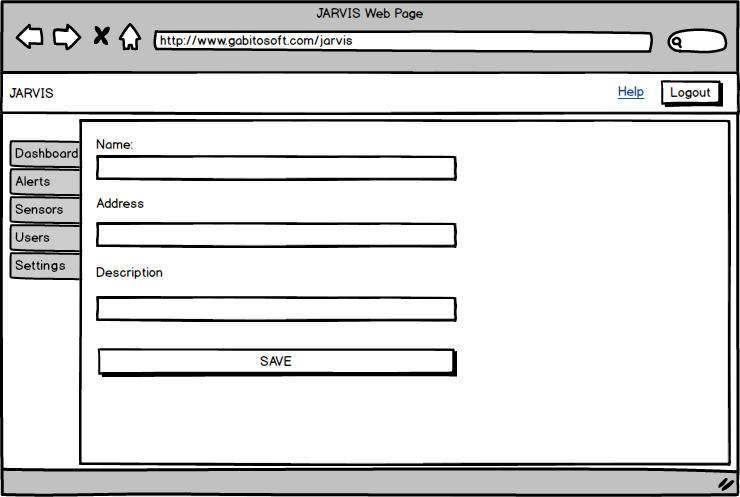 JARVIS Web Page
http://www.gabitosoft.com/jarvis
JARVIS
Help
Logout
Dashboard
Alerts
Sensors
Users
Settings
Name:
Address
Description
SAVE